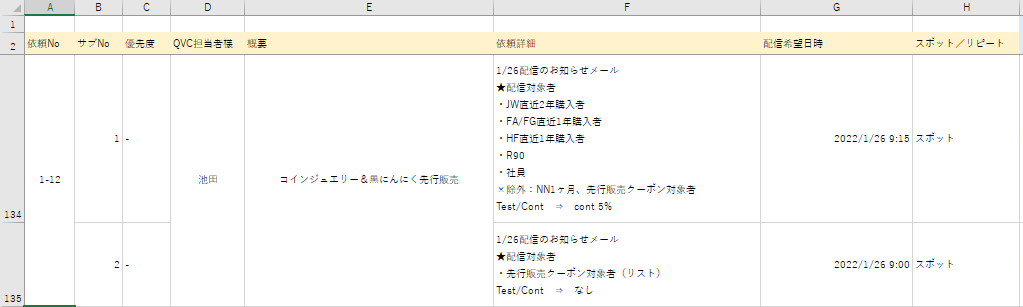 A B C D E F G H
1
2 依頼No サブNo 優先度 QVC担当者様 概要 依頼詳細 配信希望日時 スポット／リピート
1/26配信のお知らせメール
★配信対象者
・JW直近2年購入者
・FA/FG直近1年購入者
1 - ・HF直近1年購入者 2022/1/26 9:15 スポット
・R90
・社員
1-12 池田 コインジュエリー＆黒にんにく先行販売
×除外：NN1ヶ月、先行販売クーポン対象者
134 Test/Cont ⇒ cont 5%
1/26配信のお知らせメール
★配信対象者
2 - ・先行販売クーポン対象者（リスト） 2022/1/26 9:00 スポット
Test/Cont ⇒ なし
135